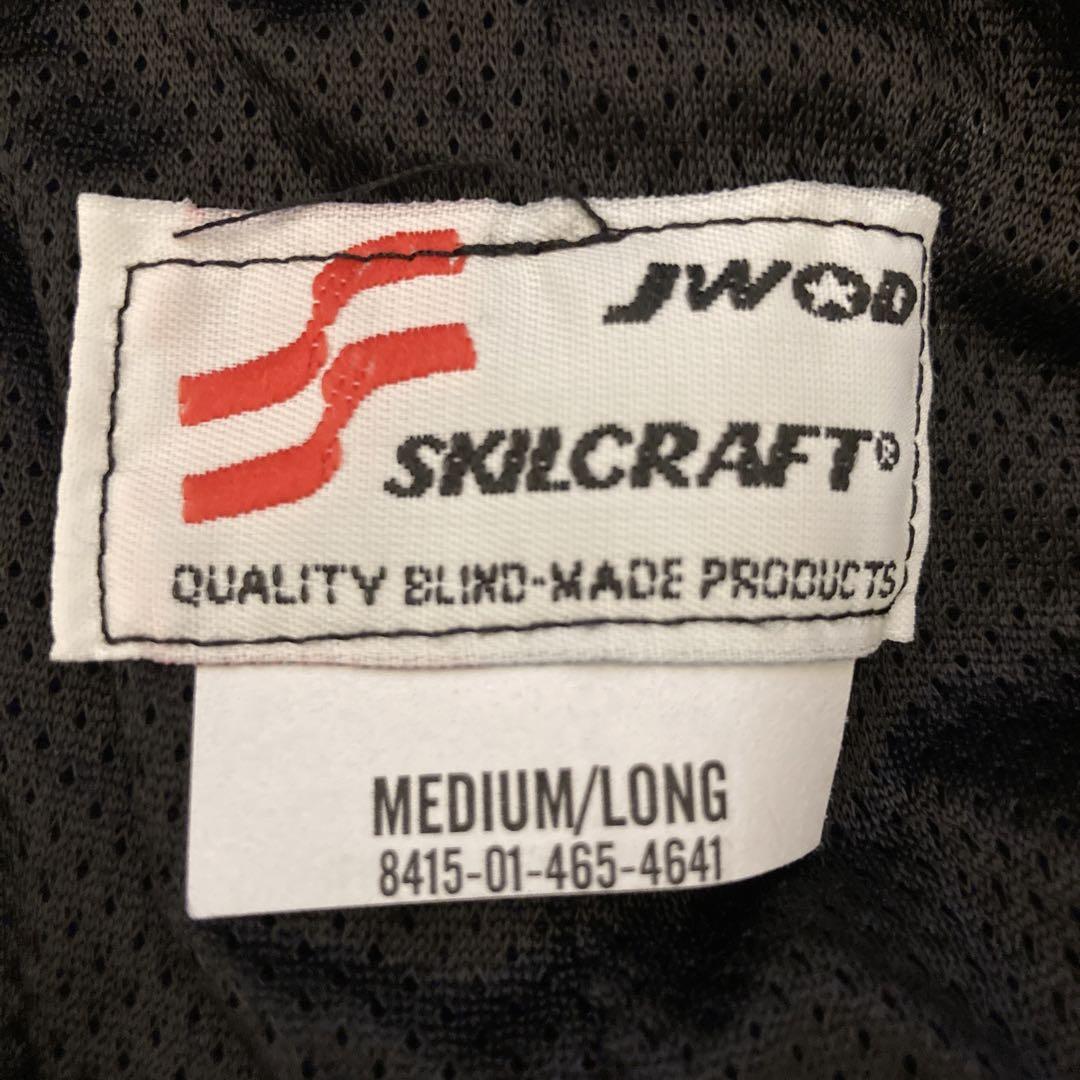 JWOD
SKILCRAFT®
QUALITY BLIND-MADE PRODUCTS
MEDIUM/LONG
8415-01-465-4641